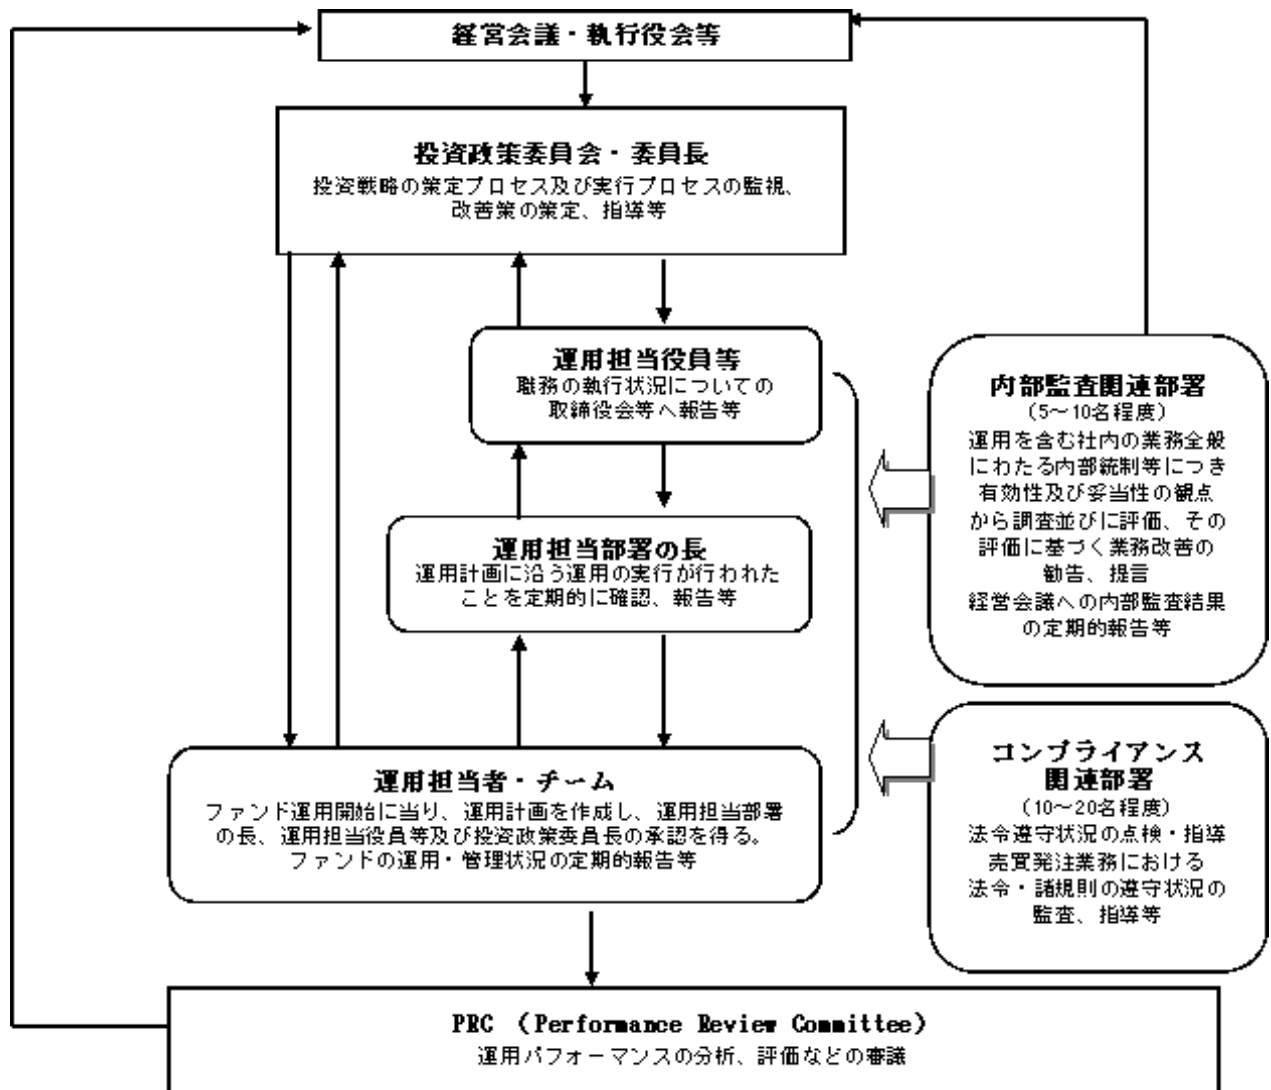 経営会議・執行役会等
投資政策委員会・委員長
投資戦略の策定プロセス及び実行プロセスの監視、
改善策の策定、指導等
運用担当役員等
職務の執行状況についての
取締役会等へ報告等
運用担当部署の長
運用計画に沿う運用の実行が行われた
ことを定期的に確認、報告等
運用担当者・チーム
ファンド運用開始に当り、運用計画を作成し、運用担当部署
の長、運用担当役員等及び投資政策委員長の承認を得る。
ファンドの運用・管理状況の定期的報告等
内部監査関連部署
(5～10名程度)
運用を含む社内の業務全般
にわたる内部統制等につき
有効性及び妥当性の観点
から調査並びに評価、その
評価に基づく業務改善の
勧告、提言
経営会議への内部監査結果
の定期的報告等
コンプライアンス
関連部署
(10～20名程度)
法令遵守状況の点検・指導
売買発注業務における
法令・諸規則の遵守状況の
監査、指導等
PRC （Performance Review Committee）
運用パフォーマンスの分析、評価などの審議